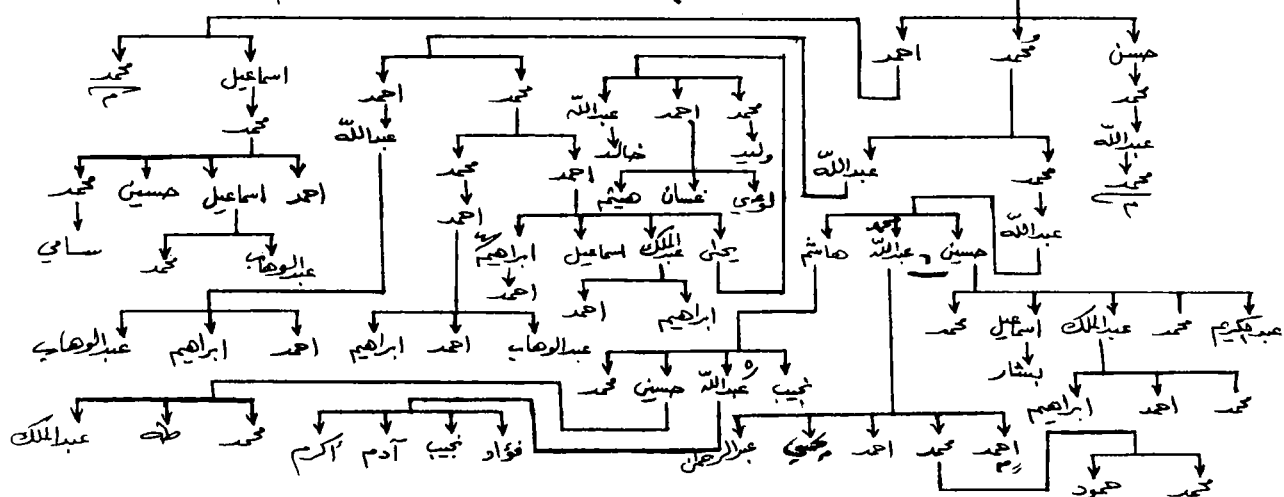 حسن محمد احمد
محمد
عبدالله
محمد
م
اسماعيل محمد
م
محمد
احمد اسماعيل حسين محمد
سامي
عبدالوهاب محمد
محمد عبدالله
عبدالله
محمد احمد
عبدالله
احمد محمد
احمد
يحيى عبدالملك اسماعيل ابراهيم
احمد
ابراهيم احمد
محمد احمد عبدالله
وليد خالد
لؤي غسان هيثم
حسين عبدالله هاشم
عبدالكريم محمد عبدالملك اسماعيل محمد
بشار
محمد احمد ابراهيم
احمد ابراهيم عبدالوهاب
عبدالوهاب احمد ابراهيم
نجيب عبدالله حسين محمد
احمد محمد احمد يحيى عبدالرحمن
م
محمد حمود
فؤاد نجيب آدم أكرم
محمد طه عبدالملك